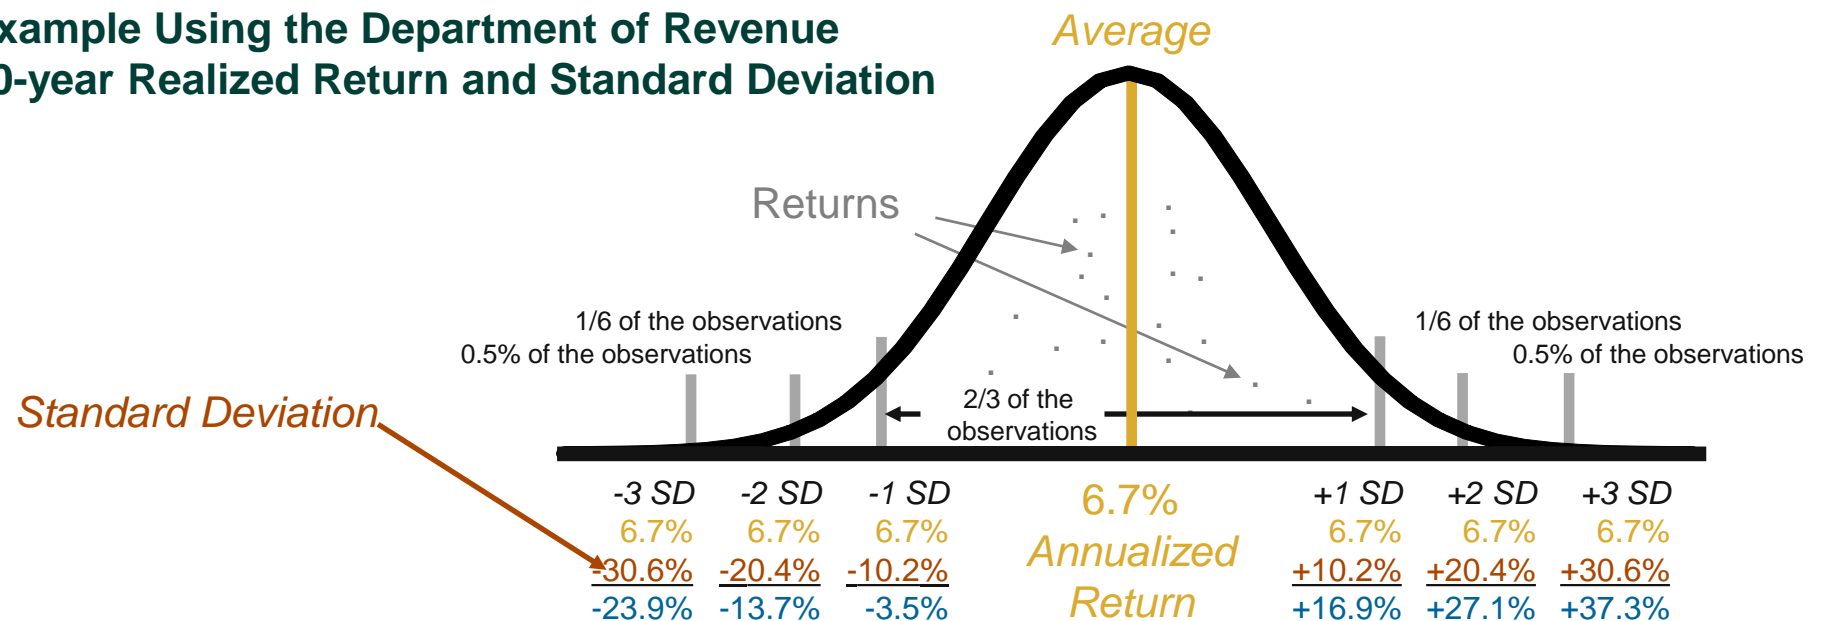 xample Using the Department of Revenue
0-year Realized Return and Standard Deviation
Average
Returns
1/6 of the observations
0.5% of the observations
1/6 of the observations
0.5% of the observations
Standard Deviation
2/3 of the
observations
-3 SD -2 SD -1 SD
6.7% 6.7% 6.7%
-30.6% -20.4% -10.2%
-23.9% -13.7% -3.5%
6.7%
Annualized
Return
+1 SD +2 SD +3 SD
6.7% 6.7% 6.7%
+10.2% +20.4% +30.6%
+16.9% +27.1% +37.3%